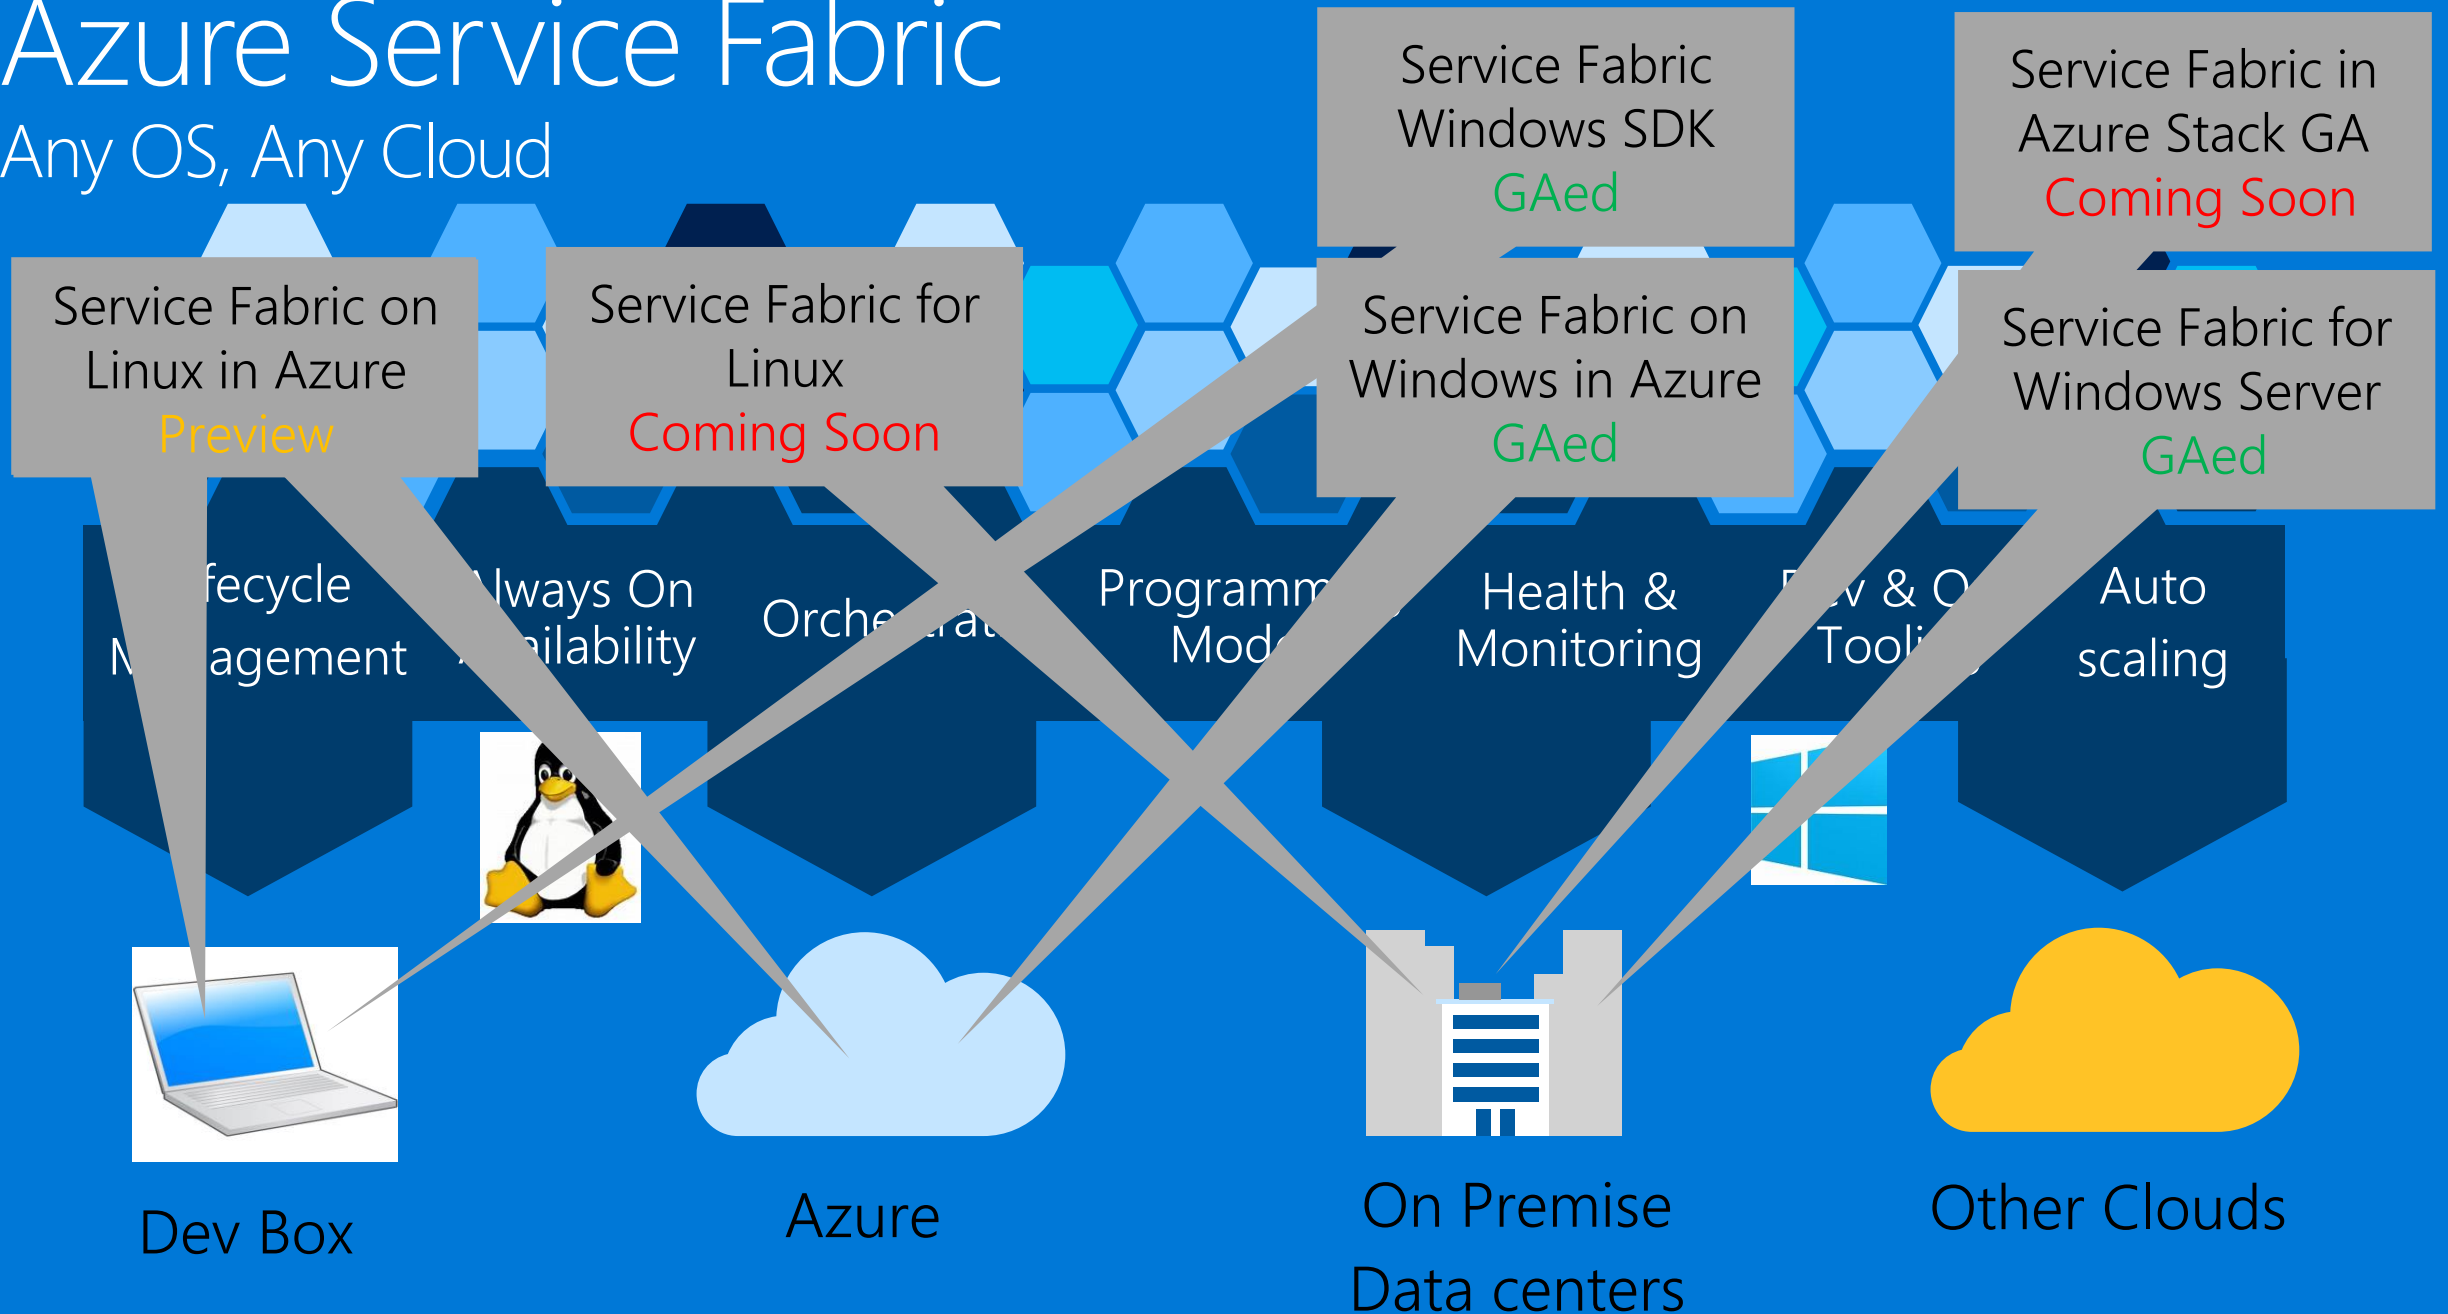 Azure Service Fabric
Any OS, Any Cloud
Service Fabric
Windows SDK
GAed
Service Fabric in
Azure Stack GA
Coming Soon
Service Fabric on
Linux in Azure
Preview
Service Fabric for
Linux
Coming Soon
Service Fabric on
Windows in Azure
GAed
Service Fabric for
Windows Server
GAed
On
Health &
Monitoring
Auto
scaling
Dev Box
Azure
On Premise
Data centers
Other Clouds